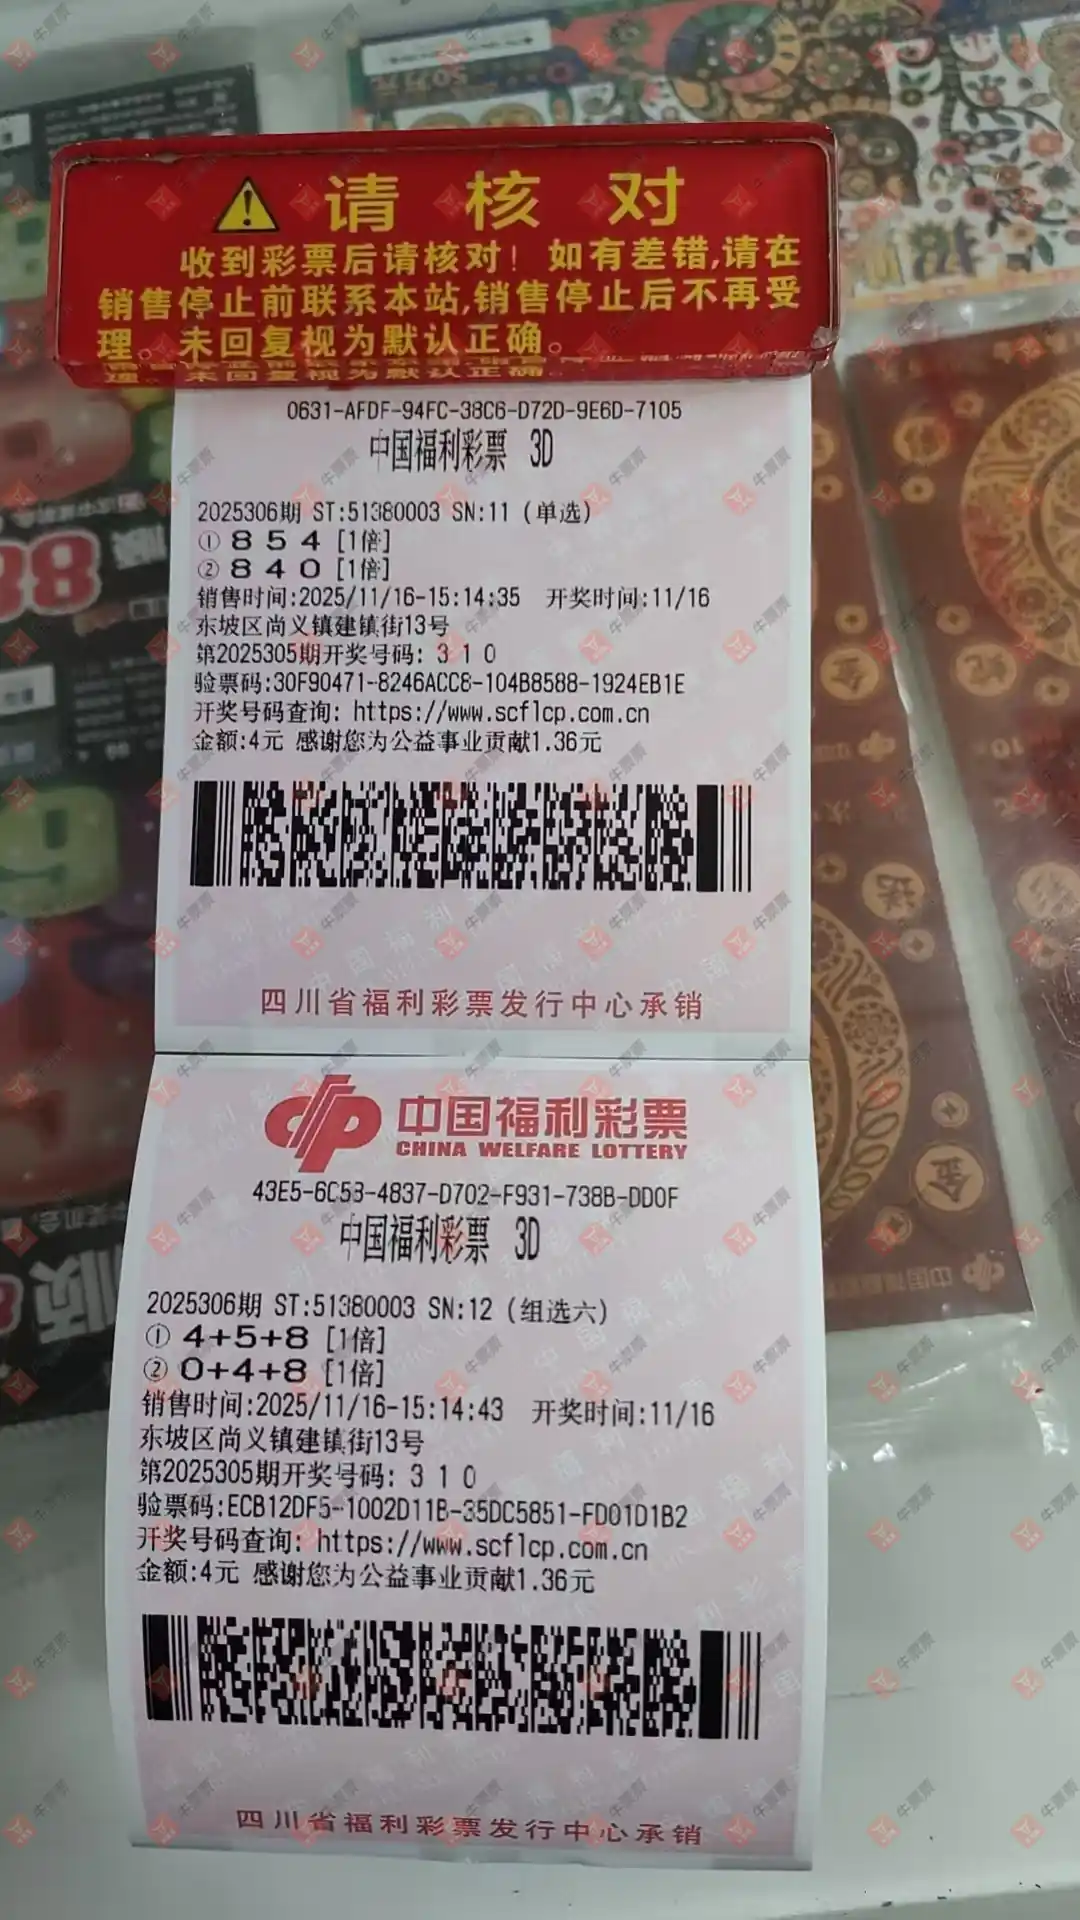 请核对
收到彩票后请核对！如有差错,请在
销售停止前联系本站,销售停止后不再受
理。未回复视为默认正确。
0631-AFDF-94FC-38C6-D72D-9E6D-7105
中国福利彩票 3D
2025306期 ST:51380003 SN:11 (单选)
① 8 5 4 [1倍]
② 8 4 0 [1倍]
销售时间:2025/11/16-15:14:35 开奖时间:11/16
东坡区尚义镇建镇街13号
第2025305期开奖号码: 3 1 0
验票码:30F90471-8246ACC8-104B8588-1924EB1E
开奖号码查询: https://www.scflcp.com.cn
金额:4元 感谢您为公益事业贡献1.36元
四川省福利彩票发行中心承销
中国福利彩票
CHINA WELFARE LOTTERY
43E5-6C53-4837-D702-F931-738B-DD0F
中国福利彩票 3D
2025306期 ST:51380003 SN:12 (组选六)
① 4+5+8 [1倍]
② 0+4+8 [1倍]
销售时间:2025/11/16-15:14:43 开奖时间:11/16
东坡区尚义镇建镇街13号
第2025305期开奖号码: 3 1 0
验票码:ECB12DF5-1002D11B-35DC5851-FD01D1B2
开奖号码查询: https://www.scflcp.com.cn
金额:4元 感谢您为公益事业贡献1.36元
四川省福利彩票发行中心承销
牛票票